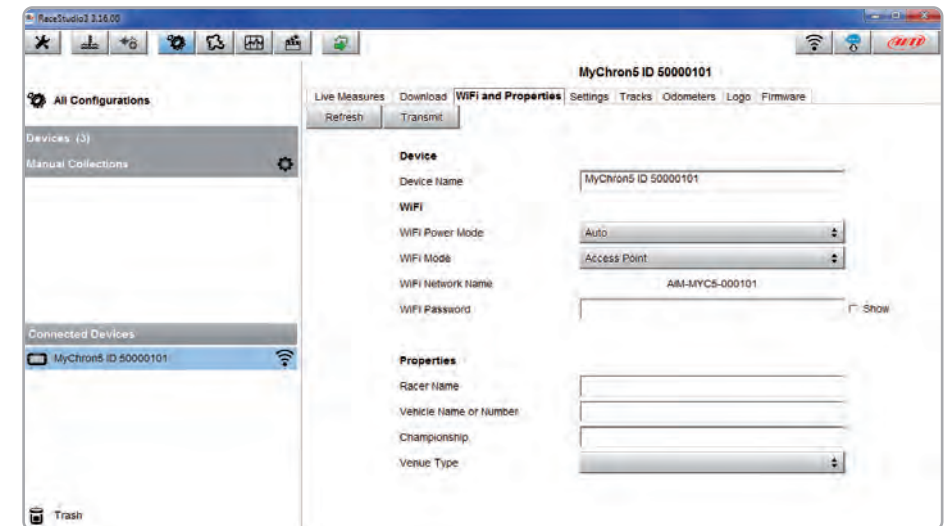 RaceStudio3 3.16.00
AiM
MyChron5 ID 50000101
All Configurations
Live Measures Download WiFi and Properties Settings Tracks Odometers Logo Firmware
Refresh Transmit
Devices (3)
Manual Collections
Device
Device Name MyChron5 ID 50000101
WiFi
WiFi Power Mode Auto
WiFi Mode Access Point
WiFi Network Name AiM-MYC5-000101
WiFi Password Show
Connected Devices
MyChron5 ID 50000101
Properties
Racer Name
Vehicle Name or Number
Championship
Venue Type
Trash